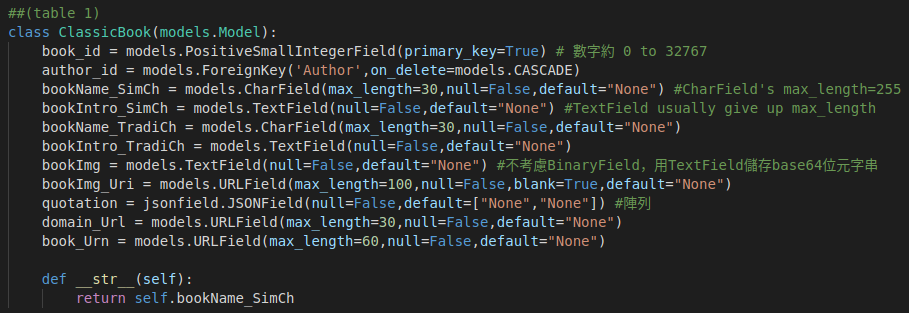 ##(table 1)
class ClassicBook(models.Model):
    book_id = models.PositiveSmallIntegerField(primary_key=True) # 數字約 0 to 32767
    author_id = models.ForeignKey('Author',on_delete=models.CASCADE)
    bookName_SimCh = models.CharField(max_length=30,null=False,default="None") #CharField's max_length=255
    bookIntro_SimCh = models.TextField(null=False,default="None") #TextField usually give up max_length
    bookName_TradiCh = models.CharField(max_length=30,null=False,default="None")
    bookIntro_TradiCh = models.TextField(null=False,default="None")
    bookImg = models.TextField(null=False,default="None") #不考慮BinaryField，用TextField儲存base64位元字串
    bookImg_Uri = models.URLField(max_length=100,null=False,blank=True,default="None")
    quotation = jsonfield.JSONField(null=False,default=["None","None"]) #陣列
    domain_Url = models.URLField(max_length=30,null=False,default="None")
    book_Urn = models.URLField(max_length=60,null=False,default="None")
    def __str__(self):
        return self.bookName_SimCh